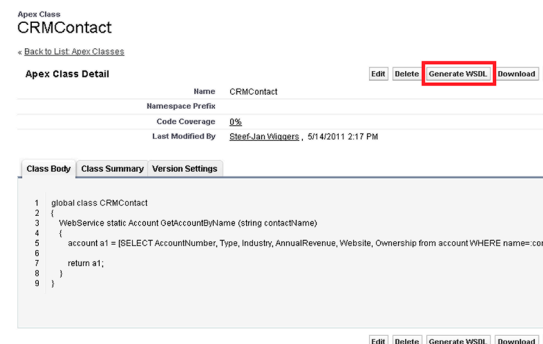 Apex Class
CRMContact
« Back to List: Apex Classes
Apex Class Detail
Edit Delete Generate WSDL Download
Name CRMContact
Namespace Prefix
Code Coverage 0%
Last Modified By Steef-Jan Wiggers , 5/14/2011 2:17 PM
Class Body Class Summary Version Settings
1 global class CRMContact
2 {
3 WebService static Account GetAccountByName (string contactName)
4 {
5 account a1 = [SELECT AccountNumber, Type, Industry, AnnualRevenue, Website, Ownership from account WHERE name=:cor
6
7 return a1;
8 }
9 }
Edit Delete Generate WSDL Download